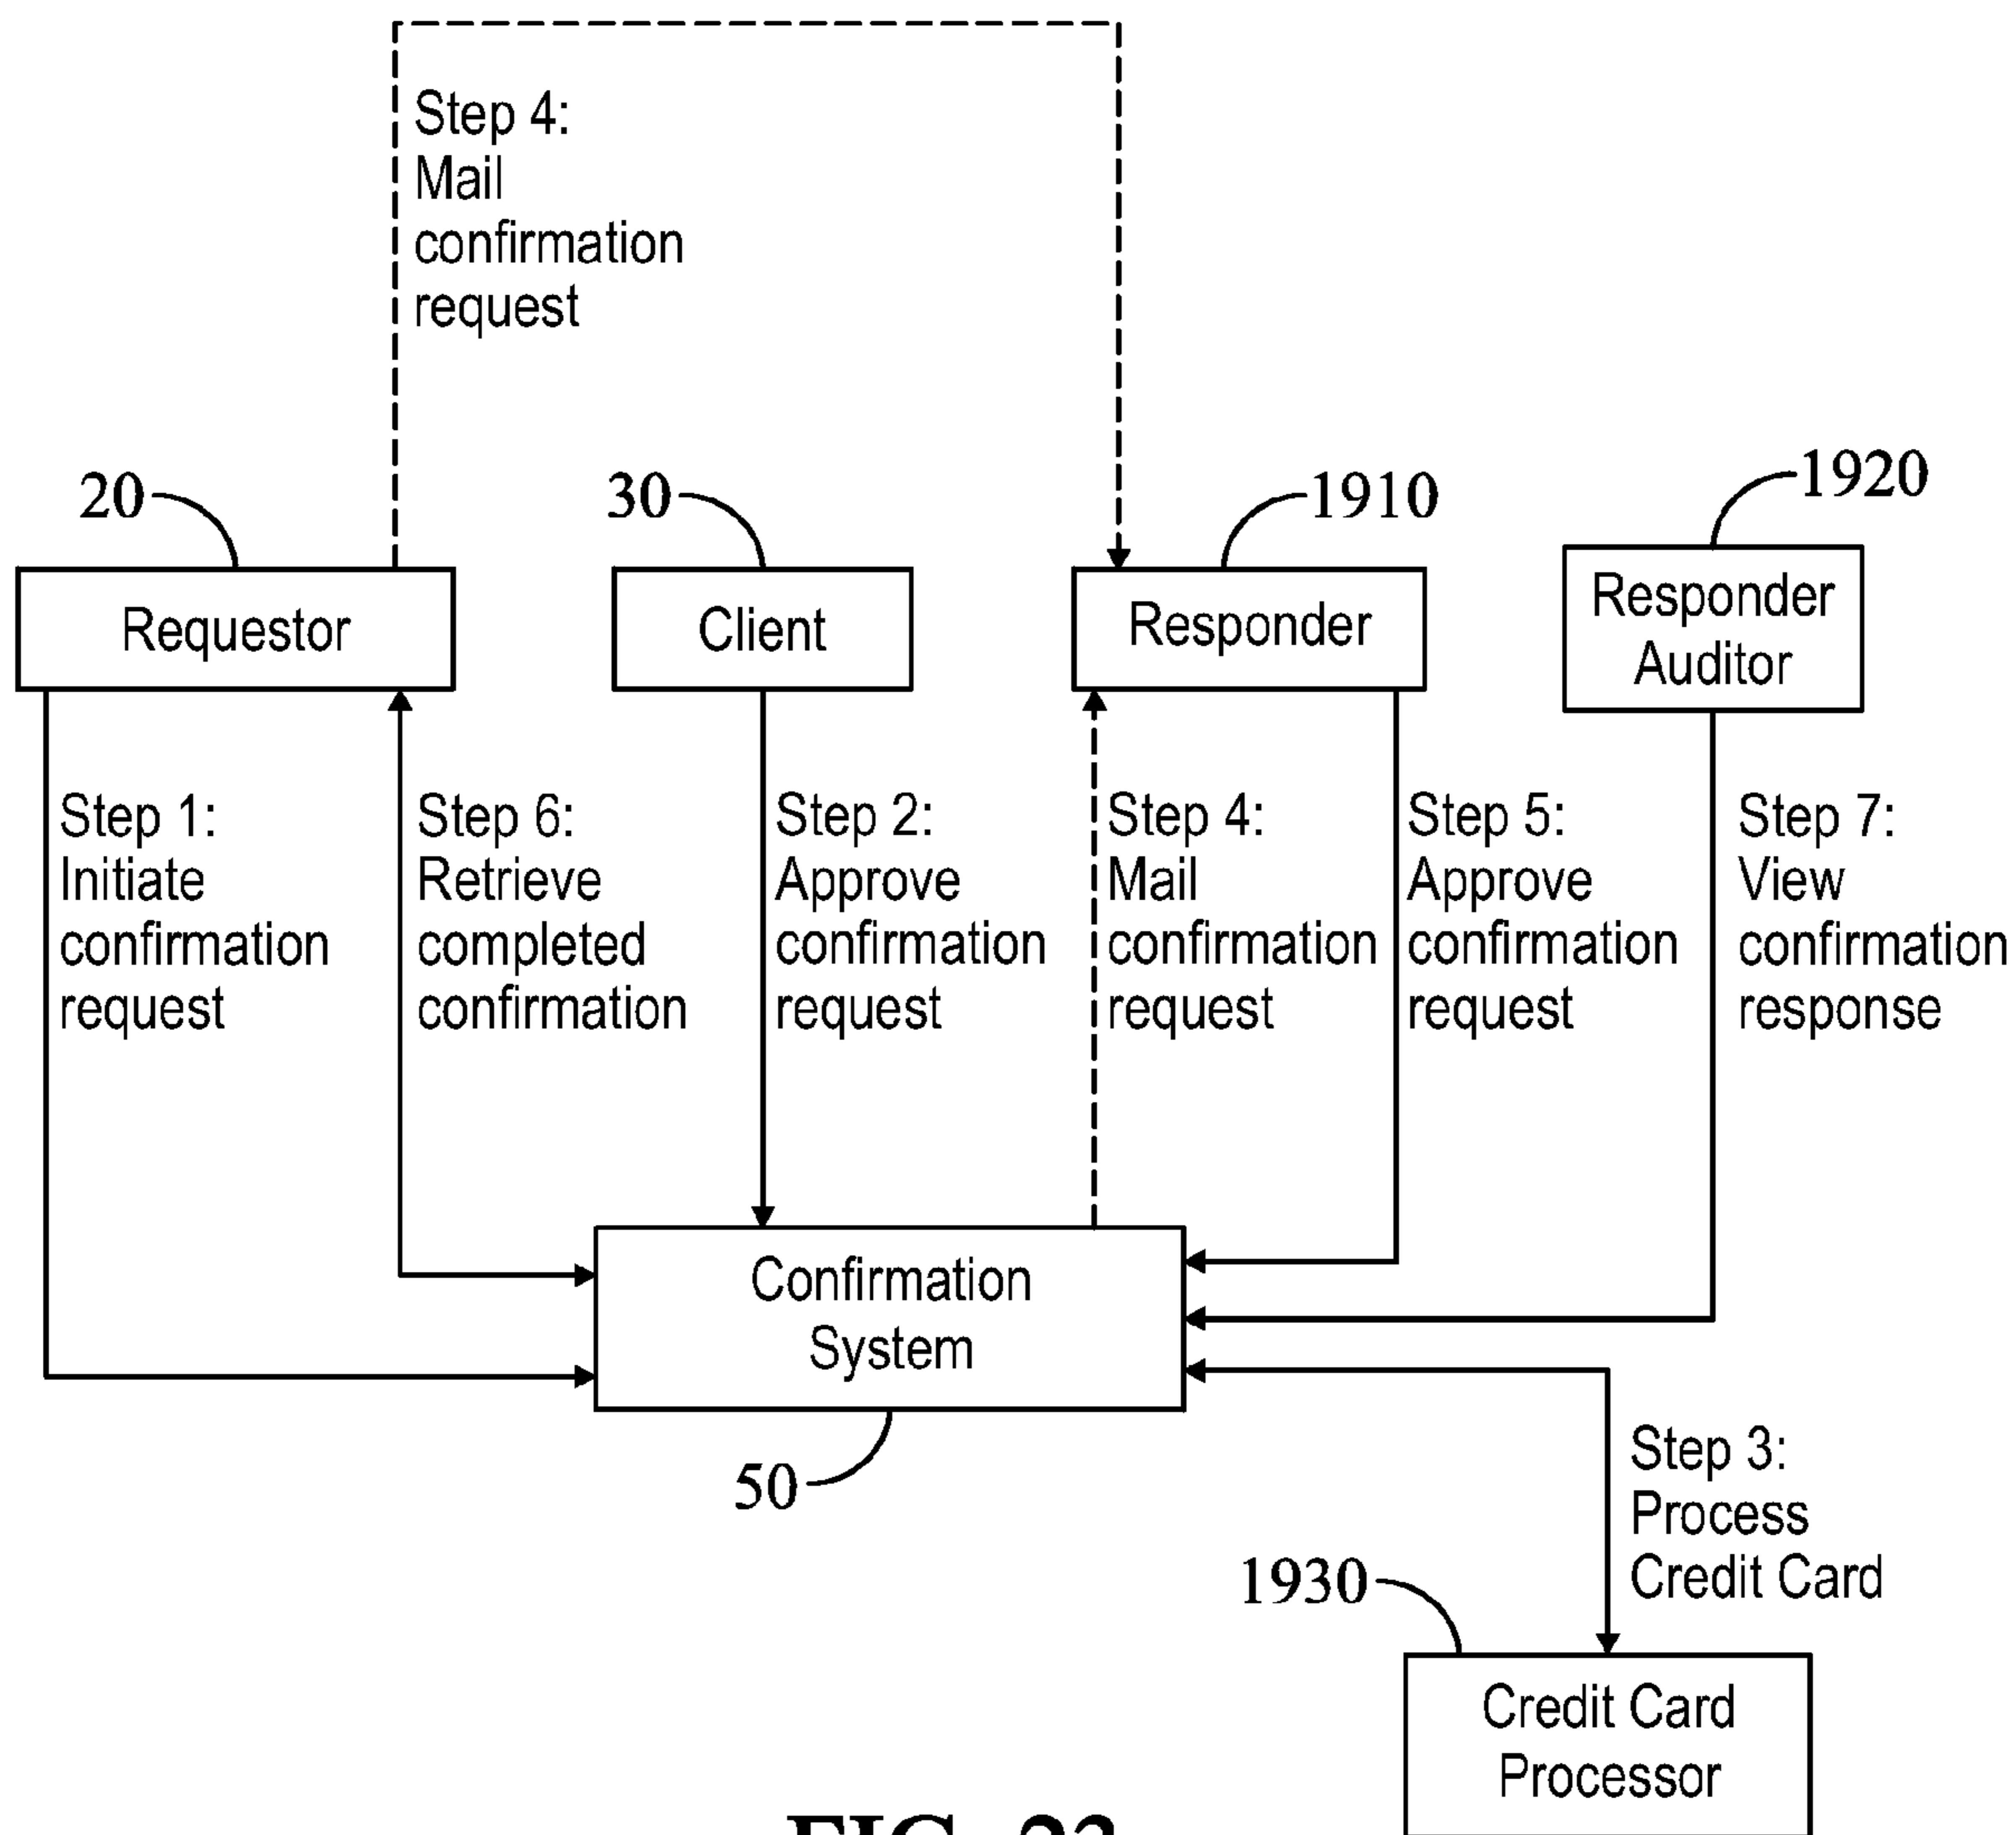 Step 4:
Mail
confirmation
request
20
30
1910
1920
Requestor
Client
Responder
Responder
Auditor
Step 1:
Initiate
confirmation
request
Step 6:
Retrieve
completed
confirmation
Step 2:
Approve
confirmation
request
Step 4:
Mail
confirmation
request
Step 5:
Approve
confirmation
request
Step 7:
View
confirmation
response
Confirmation
System
50
Step 3:
Process
Credit Card
1930
Credit Card
Processor
FIG. 23